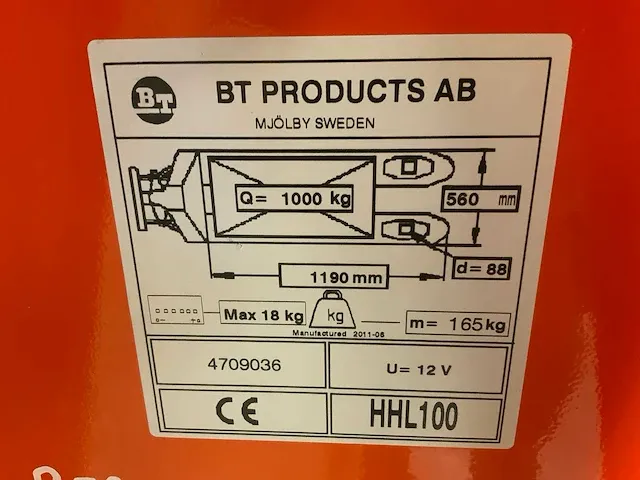 BT
BT PRODUCTS AB
MJÖLBY SWEDEN
Q= 1000 kg
560 mm
d= 88
1190 mm
Max 18 kg
kg
m= 165 kg
Manufactured 2011-06
4709036
U= 12 V
CE
HHL100